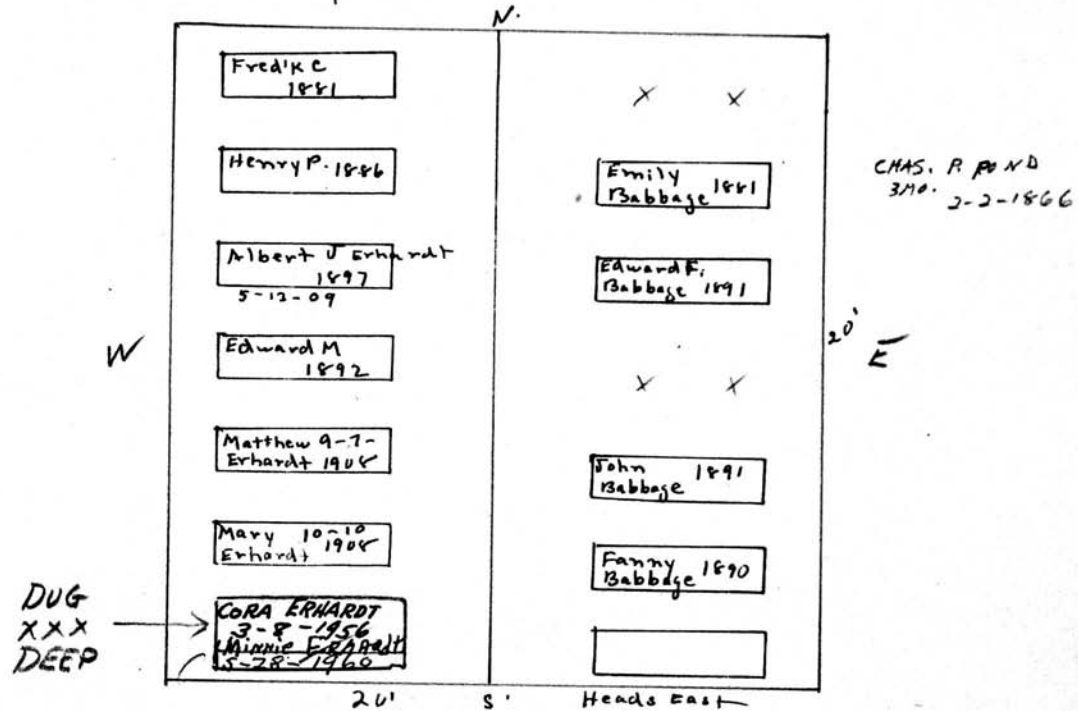 N.
Fred'k C
1881
Henry P. 1886
Albert J Erhardt
1897
5-13-09
Edward M
1892
Matthew 9-7-
Erhardt 1908
Mary 10-10
Erhardt 1908
CORA ERHARDT
3-8-1956
Minnie Erhardt
5-28-1960
DUG
XXX
DEEP
W
x x
Emily 1881
Babbage
Edward F.
Babbage 1891
x x
John 1891
Babbage
Fanny 1890
Babbage
CHAS. P. POND
3 MO. 2-2-1866
20'
E
20'
S.
Heads East